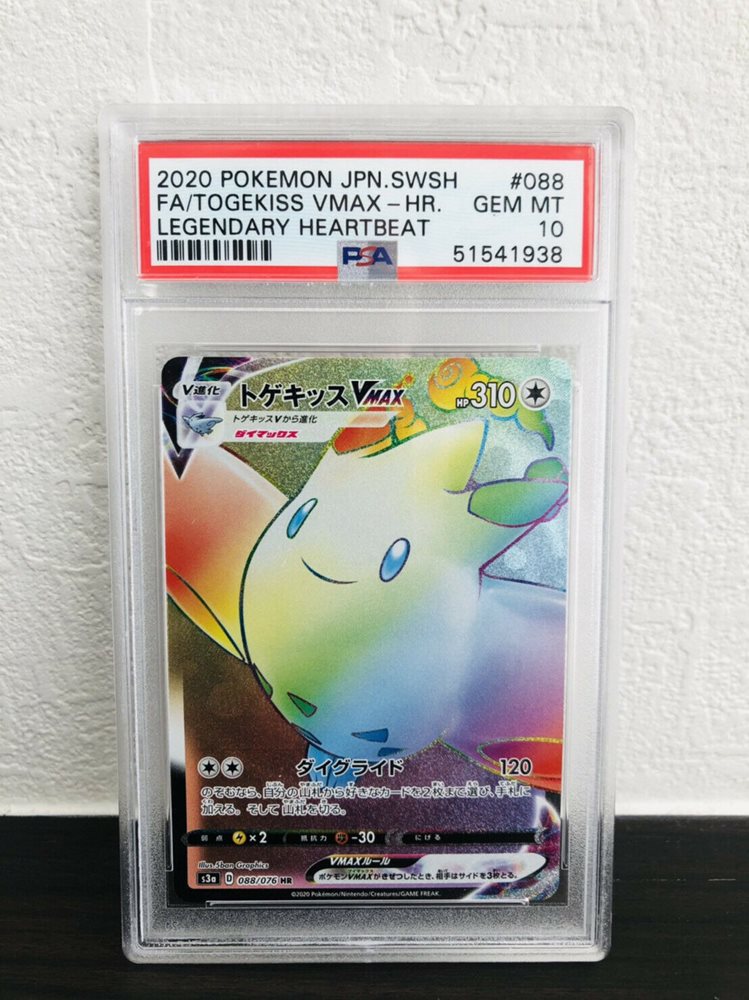 2020 POKEMON JPN.SWSH #088
FA/TOGEKISS VMAX-HR. GEM MT
LEGENDARY HEARTBEAT 10
PSA 51541938
V進化
トゲキッスVMAX HP310
トゲキッスVから進化
ダイマックス
ダイグライド 120
のぞむなら、自分の山札から好きなカードを2枚まで選び、手札に
加える。そして山札を切る。
弱点 ×2 抵抗力 -30 にげる
Illus. 5ban Graphics
VMAXルール
ポケモンVMAXがきぜつしたとき、相手はサイドを3枚とる。
s3a D 088/076 HR
©2020 Pokémon/Nintendo/Creatures/GAME FREAK.